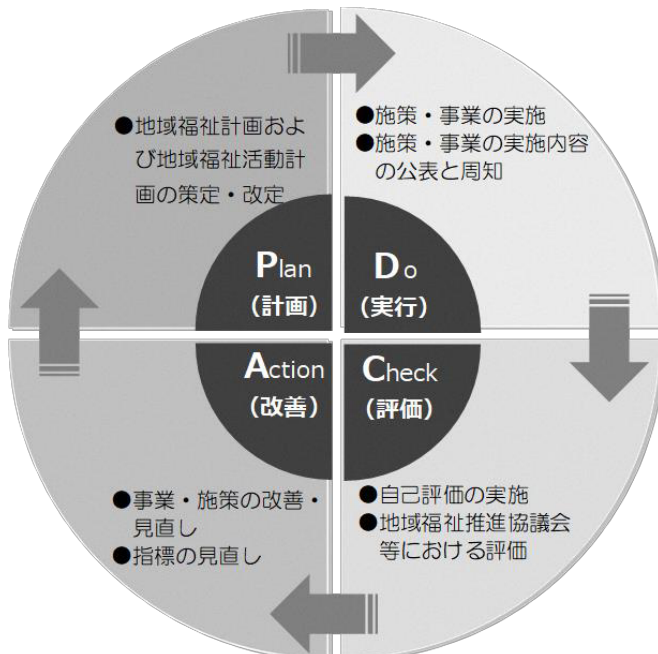 ●地域福祉計画およ
び地域福祉活動計
画の策定・改定
Plan
（計画）
●施策・事業の実施
●施策・事業の実施内容
の公表と周知
Do
（実行）
Check
（評価）
●自己評価の実施
●地域福祉推進協議会
等における評価
Action
（改善）
●事業・施策の改善・
見直し
●指標の見直し